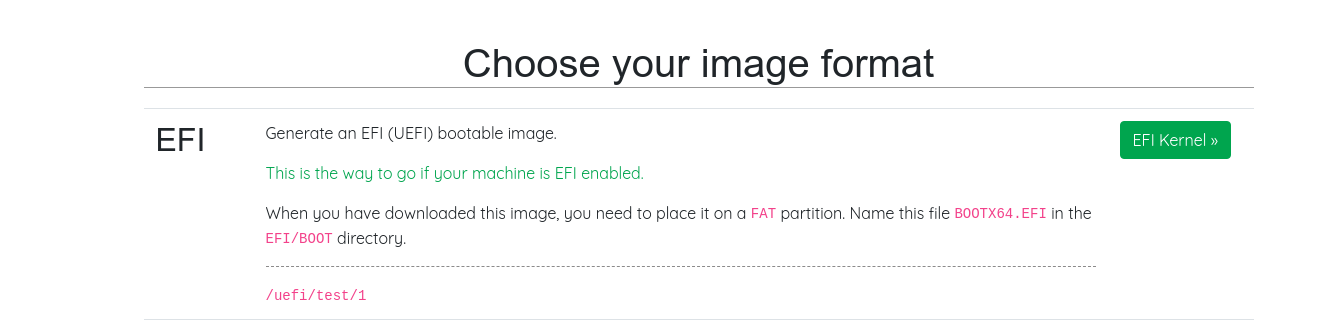 Choose your image format
EFI
Generate an EFI (UEFI) bootable image.
EFI Kernel »
This is the way to go if your machine is EFI enabled.
When you have downloaded this image, you need to place it on a FAT partition. Name this file BOOTX64.EFI in the
EFI/BOOT directory.
/uefi/test/1